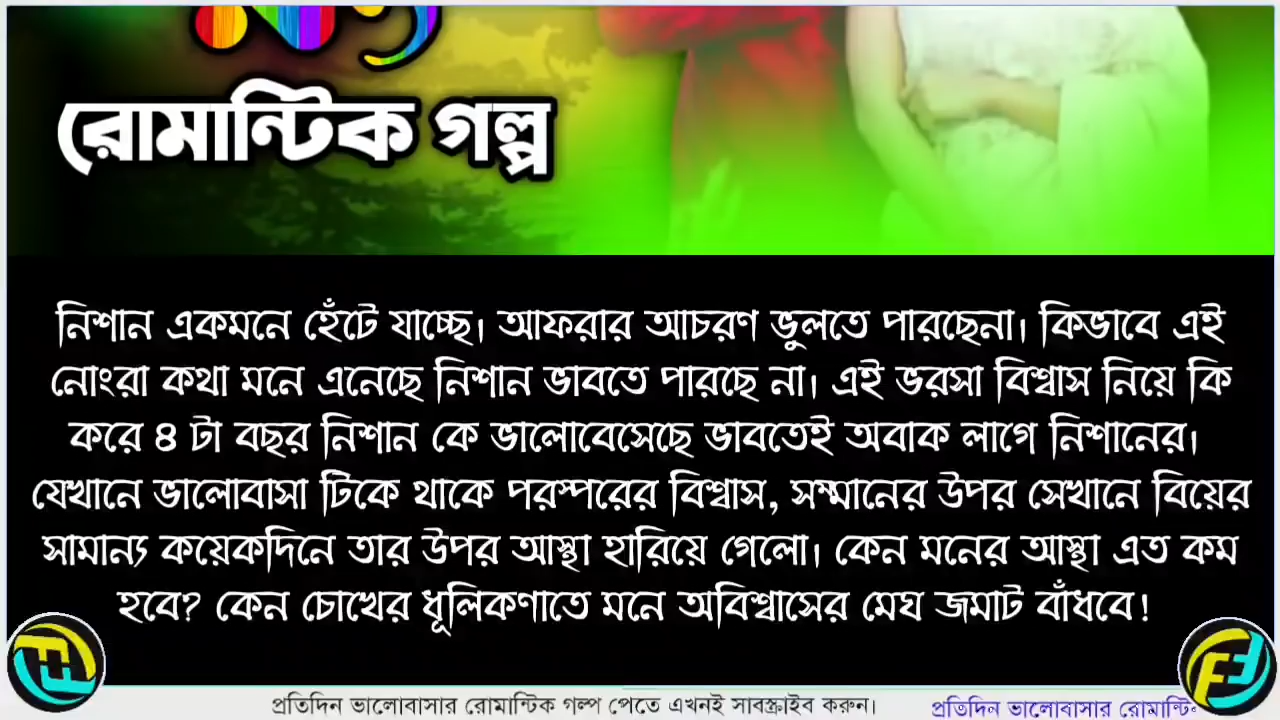 রোমান্টিক গল্প
নিশান একমনে হেঁটে যাচ্ছে। আফরার আচরণ ভুলতে পারছেনা। কিভাবে এই
নোংরা কথা মনে এনেছে নিশান ভাবতে পারছে না। এই ভরসা বিশ্বাস নিয়ে কি
করে ৪ টা বছর নিশান কে ভালোবেসেছে ভাবতেই অবাক লাগে নিশানের।
যেখানে ভালোবাসা টিকে থাকে পরস্পরের বিশ্বাস, সম্মানের উপর সেখানে বিয়ের
সামান্য কয়েকদিনে তার উপর আস্থা হারিয়ে গেলো। কেন মনের আস্থা এত কম
হবে? কেন চোখের ধূলিকণাতে মনে অবিশ্বাসের মেঘ জমাট বাঁধবে!
প্রতিদিন ভালোবাসার রোমান্টিক গল্প পেতে এখনই সাবস্ক্রাইব করুন। প্রতিদিন ভালোবাসার